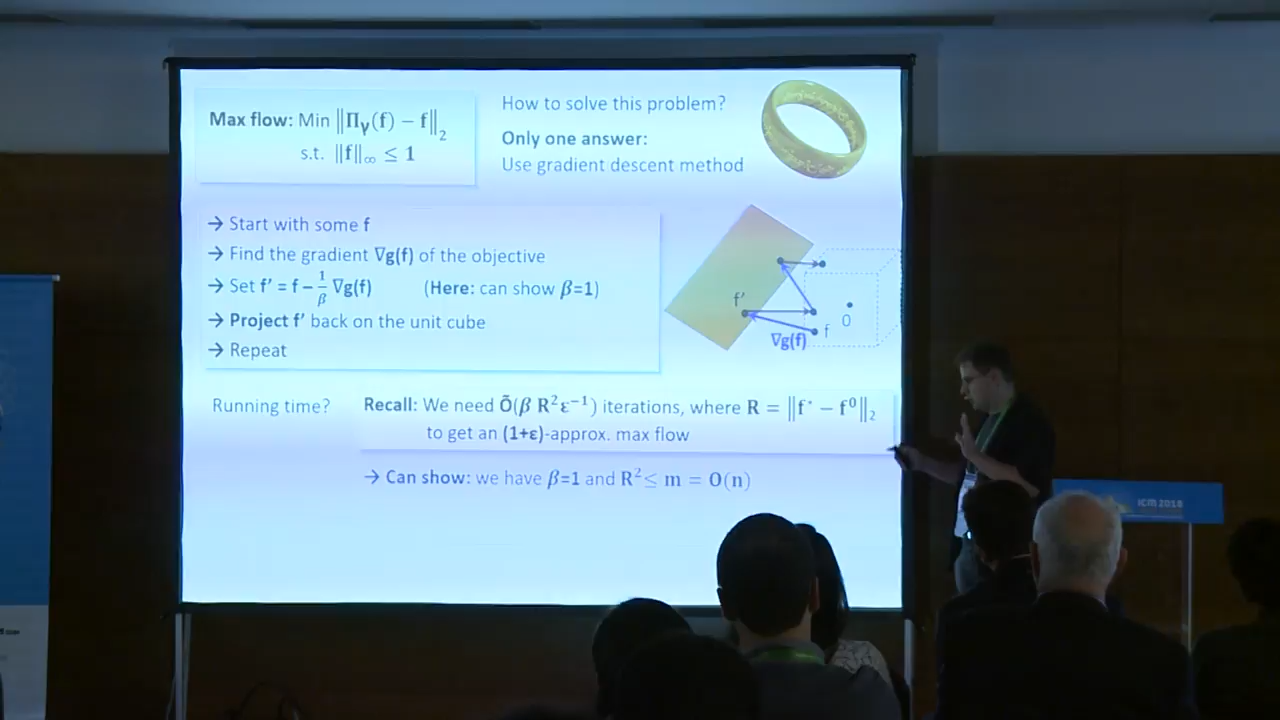 Max flow: Min ‖Πᵧ(f) − f‖₂
s.t. ‖f‖∞ ≤ 1
How to solve this problem?
Only one answer:
Use gradient descent method
→ Start with some f
→ Find the gradient ∇g(f) of the objective
→ Set f' = f − 1/β ∇g(f) (Here: can show β=1)
→ Project f' back on the unit cube
→ Repeat
f'
f
0
∇g(f)
Running time?
Recall: We need Õ(β R²ε⁻¹) iterations, where R = ‖f* − f⁰‖₂
to get an (1+ε)-approx. max flow
→ Can show: we have β=1 and R² ≤ m = O(n)
ICM 2018